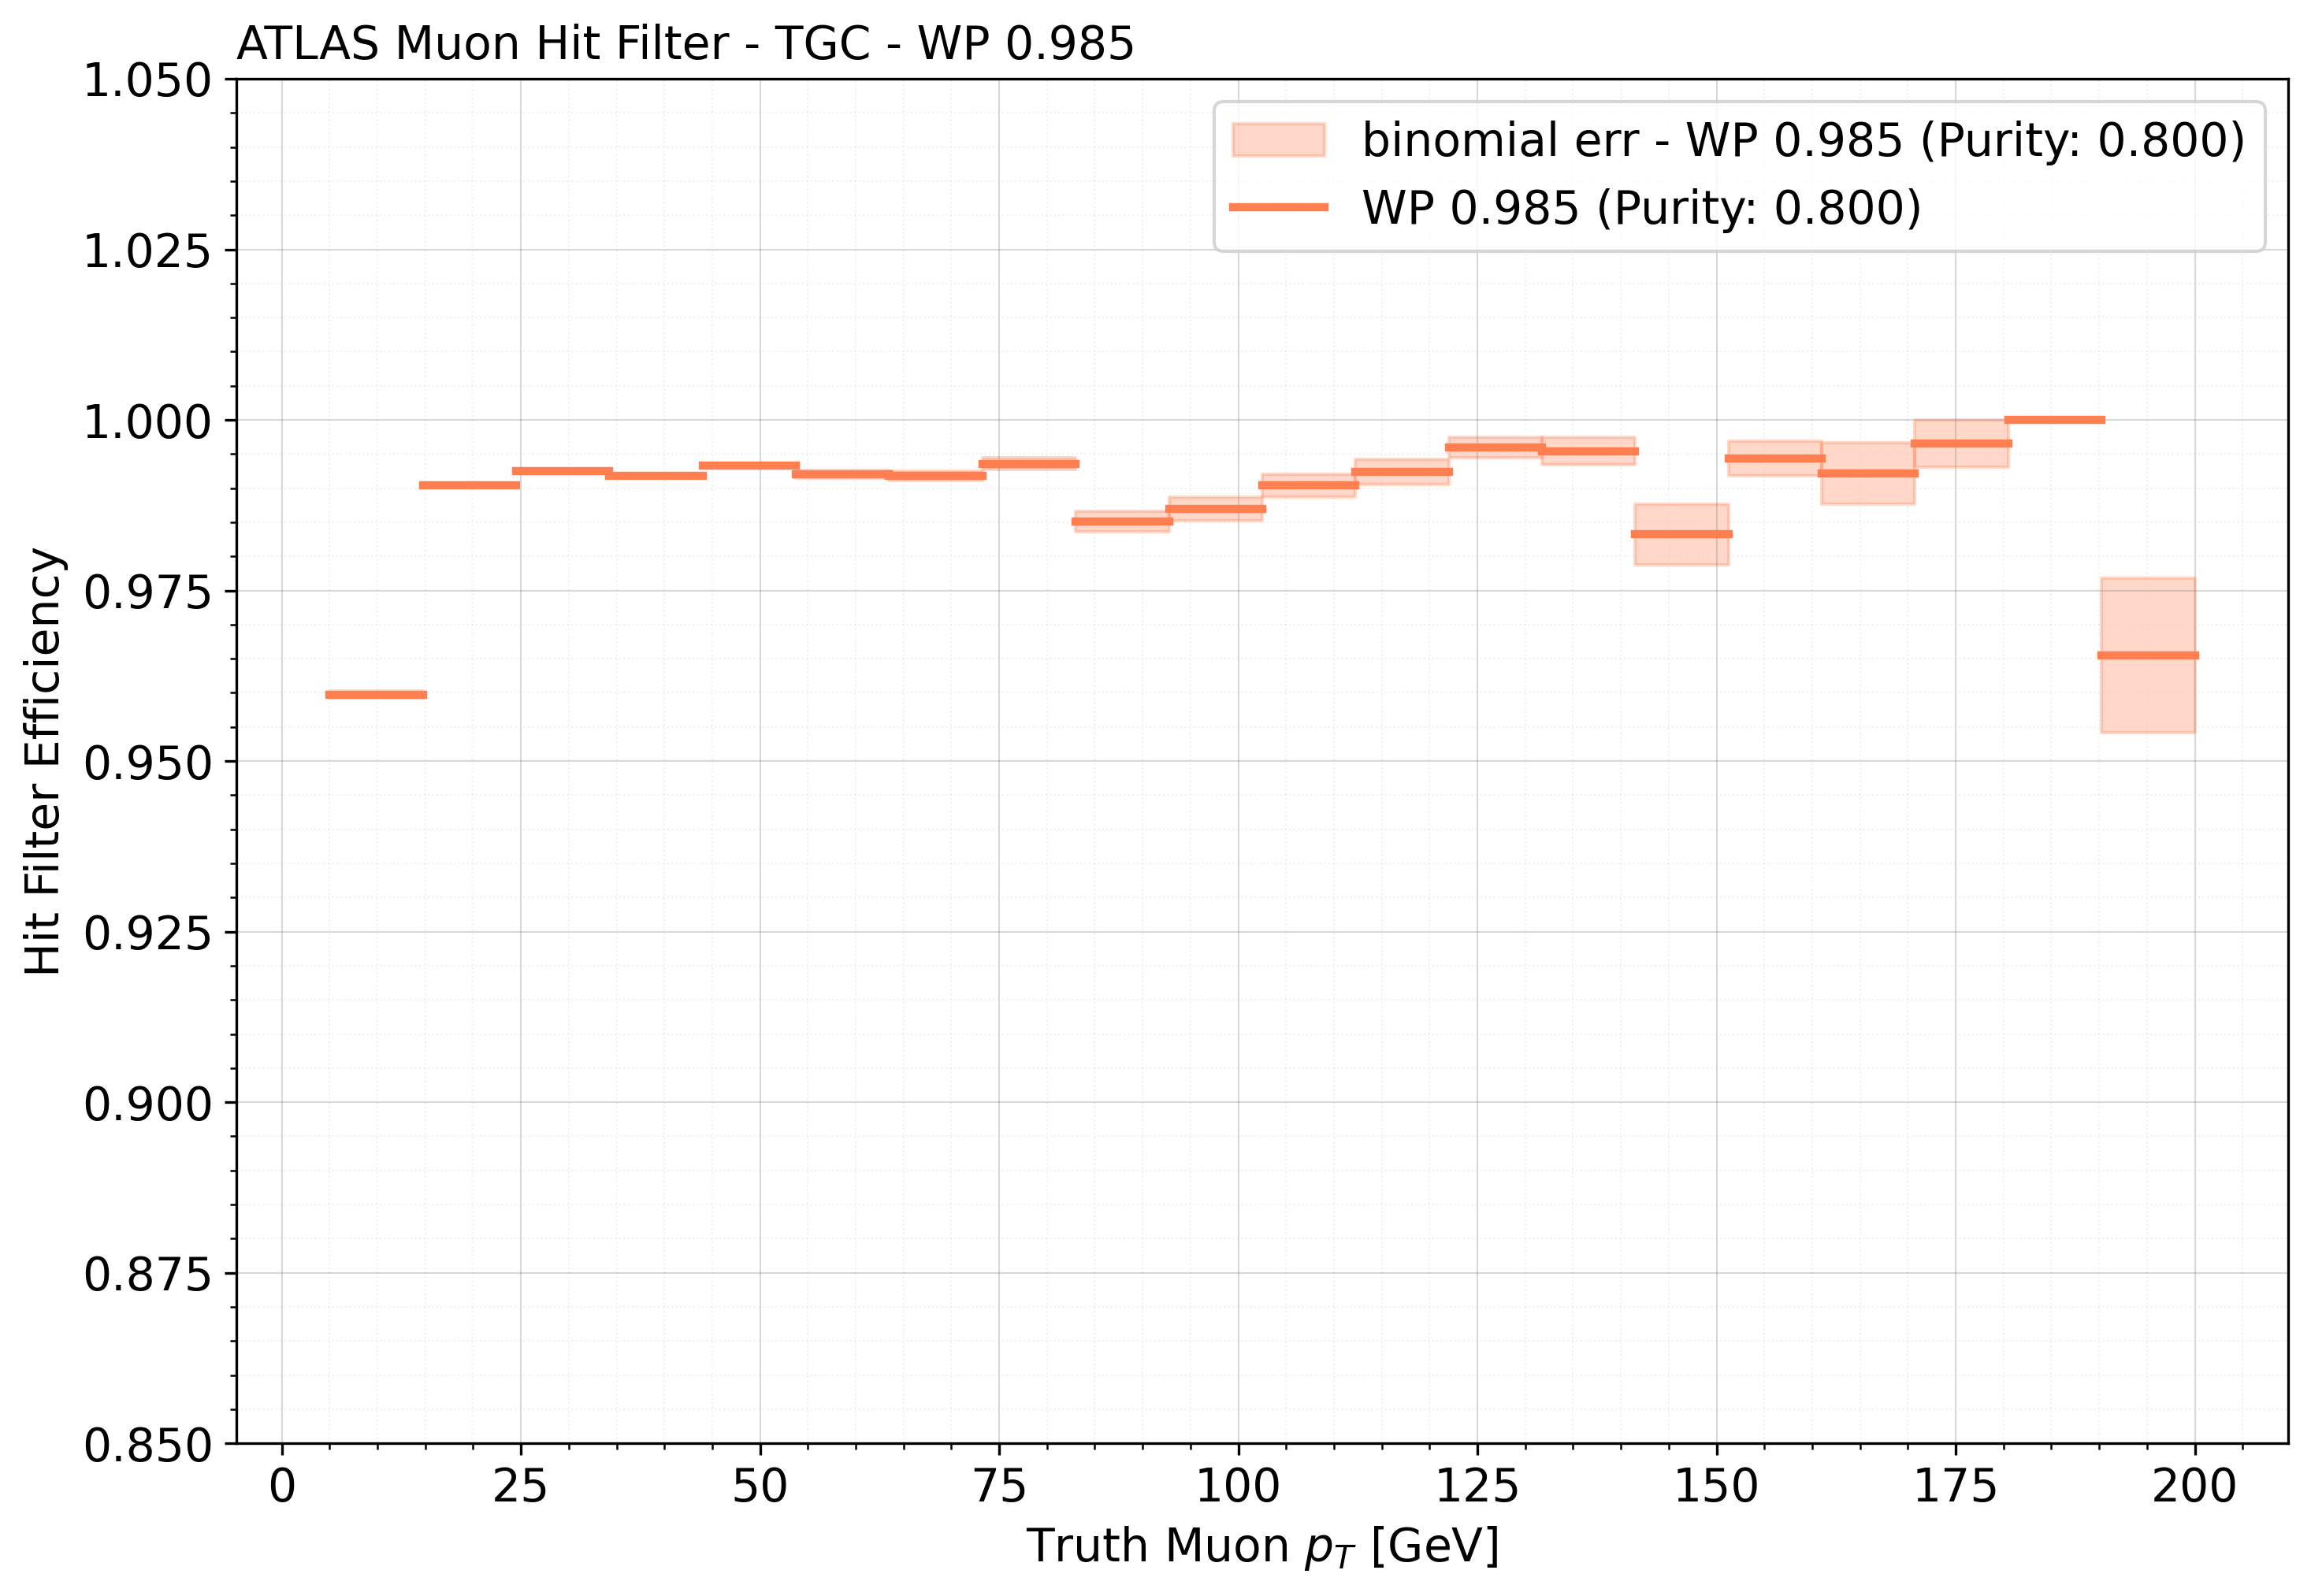 ATLAS Muon Hit Filter - TGC - WP 0.985
1.050
1.025
1.000
0.975
0.950
0.925
0.900
0.875
0.850
Hit Filter Efficiency
binomial err - WP 0.985 (Purity: 0.800)
WP 0.985 (Purity: 0.800)
0 25 50 75 100 125 150 175 200
Truth Muon p_T [GeV]